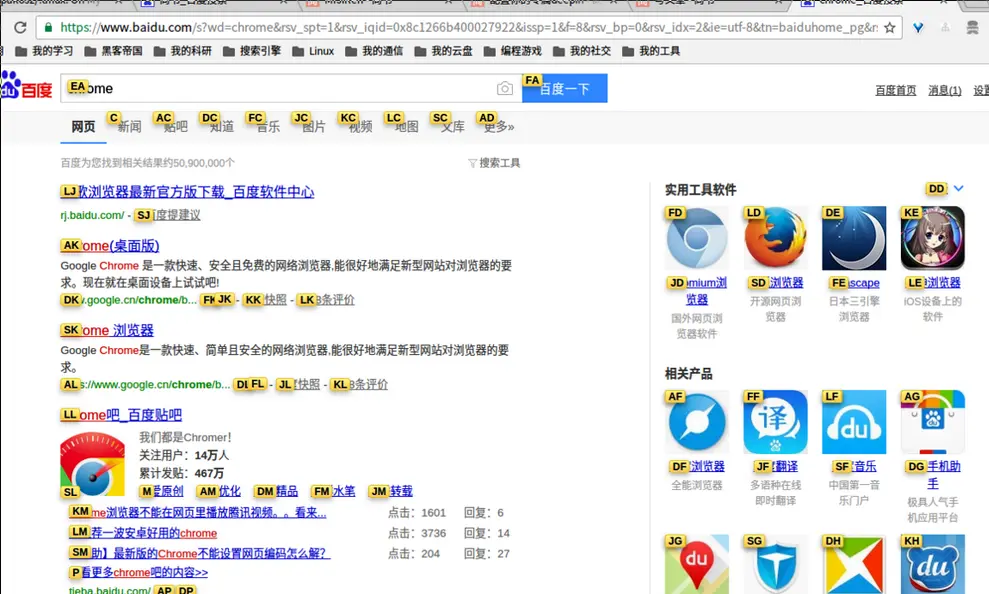 https://www.baidu.com/s?wd=chrome&rsv_spt=1&rsv_iqid=0x8c1266b400027922&issp=1&f=8&rsv_bp=0&rsv_idx=2&ie=utf-8&tn=baiduhome_pg&rs
我的学习 黑客帝国 我的科研 搜索引擎 Linux 我的通信 我的云盘 编程游戏 我的社交 我的工具
百度 EA ome FA 百度一下 百度首页 消息(1) 设置
网页 C 新闻 AC 贴吧 DC 知道 FC 音乐 JC 图片 KC 视频 LC 地图 SC 文库 AD 更多»
百度为您找到相关结果约50,900,000个 搜索工具
LJ 歌浏览器最新官方版下载_百度软件中心
rj.baidu.com/ - SJ 度提建议
AK ome(桌面版)
Google Chrome 是一款快速、安全且免费的网络浏览器,能很好地满足新型网站对浏览器的要
求。现在就在桌面设备上试试吧!
DK .google.cn/chrome/b... FK JK - KK 快照 - LK 8条评价
SK ome 浏览器
Google Chrome是一款快速、简单且安全的网络浏览器,能很好地满足新型网站对浏览器的要
求。
AL s://www.google.cn/chrome/b... DL FL - JL 快照 - KL 8条评价
LL ome吧_百度贴吧
我们都是Chromer!
关注用户: 14万人
累计发贴: 467万
SL M 原创 AM 优化 DM 精品 FM 水笔 JM 转载
KM me浏览器不能在网页里播放腾讯视频。。看来... 点击: 1601 回复: 6
LM 荐一波安卓好用的chrome 点击: 3736 回复: 14
SM 助】最新版的Chrome不能设置网页编码怎么解? 点击: 204 回复: 27
P 看更多chrome吧的内容>>
tieba.baidu.com/ AP DP
实用工具软件 DD
FD LD DE KE
JD mium浏览器 SD 浏览器 FE scape LE 浏览器
国外网页浏览器软件 开源网页浏览器 日本三引擎浏览器 iOS设备上的软件
相关产品
AF FF 译 LF du AG
DF 浏览器 JF 翻译 SF 音乐 DG 手机助手
全能浏览器 多语种在线即时翻译 中国第一音乐门户 极具人气手机应用平台
JG du SG DH KH du